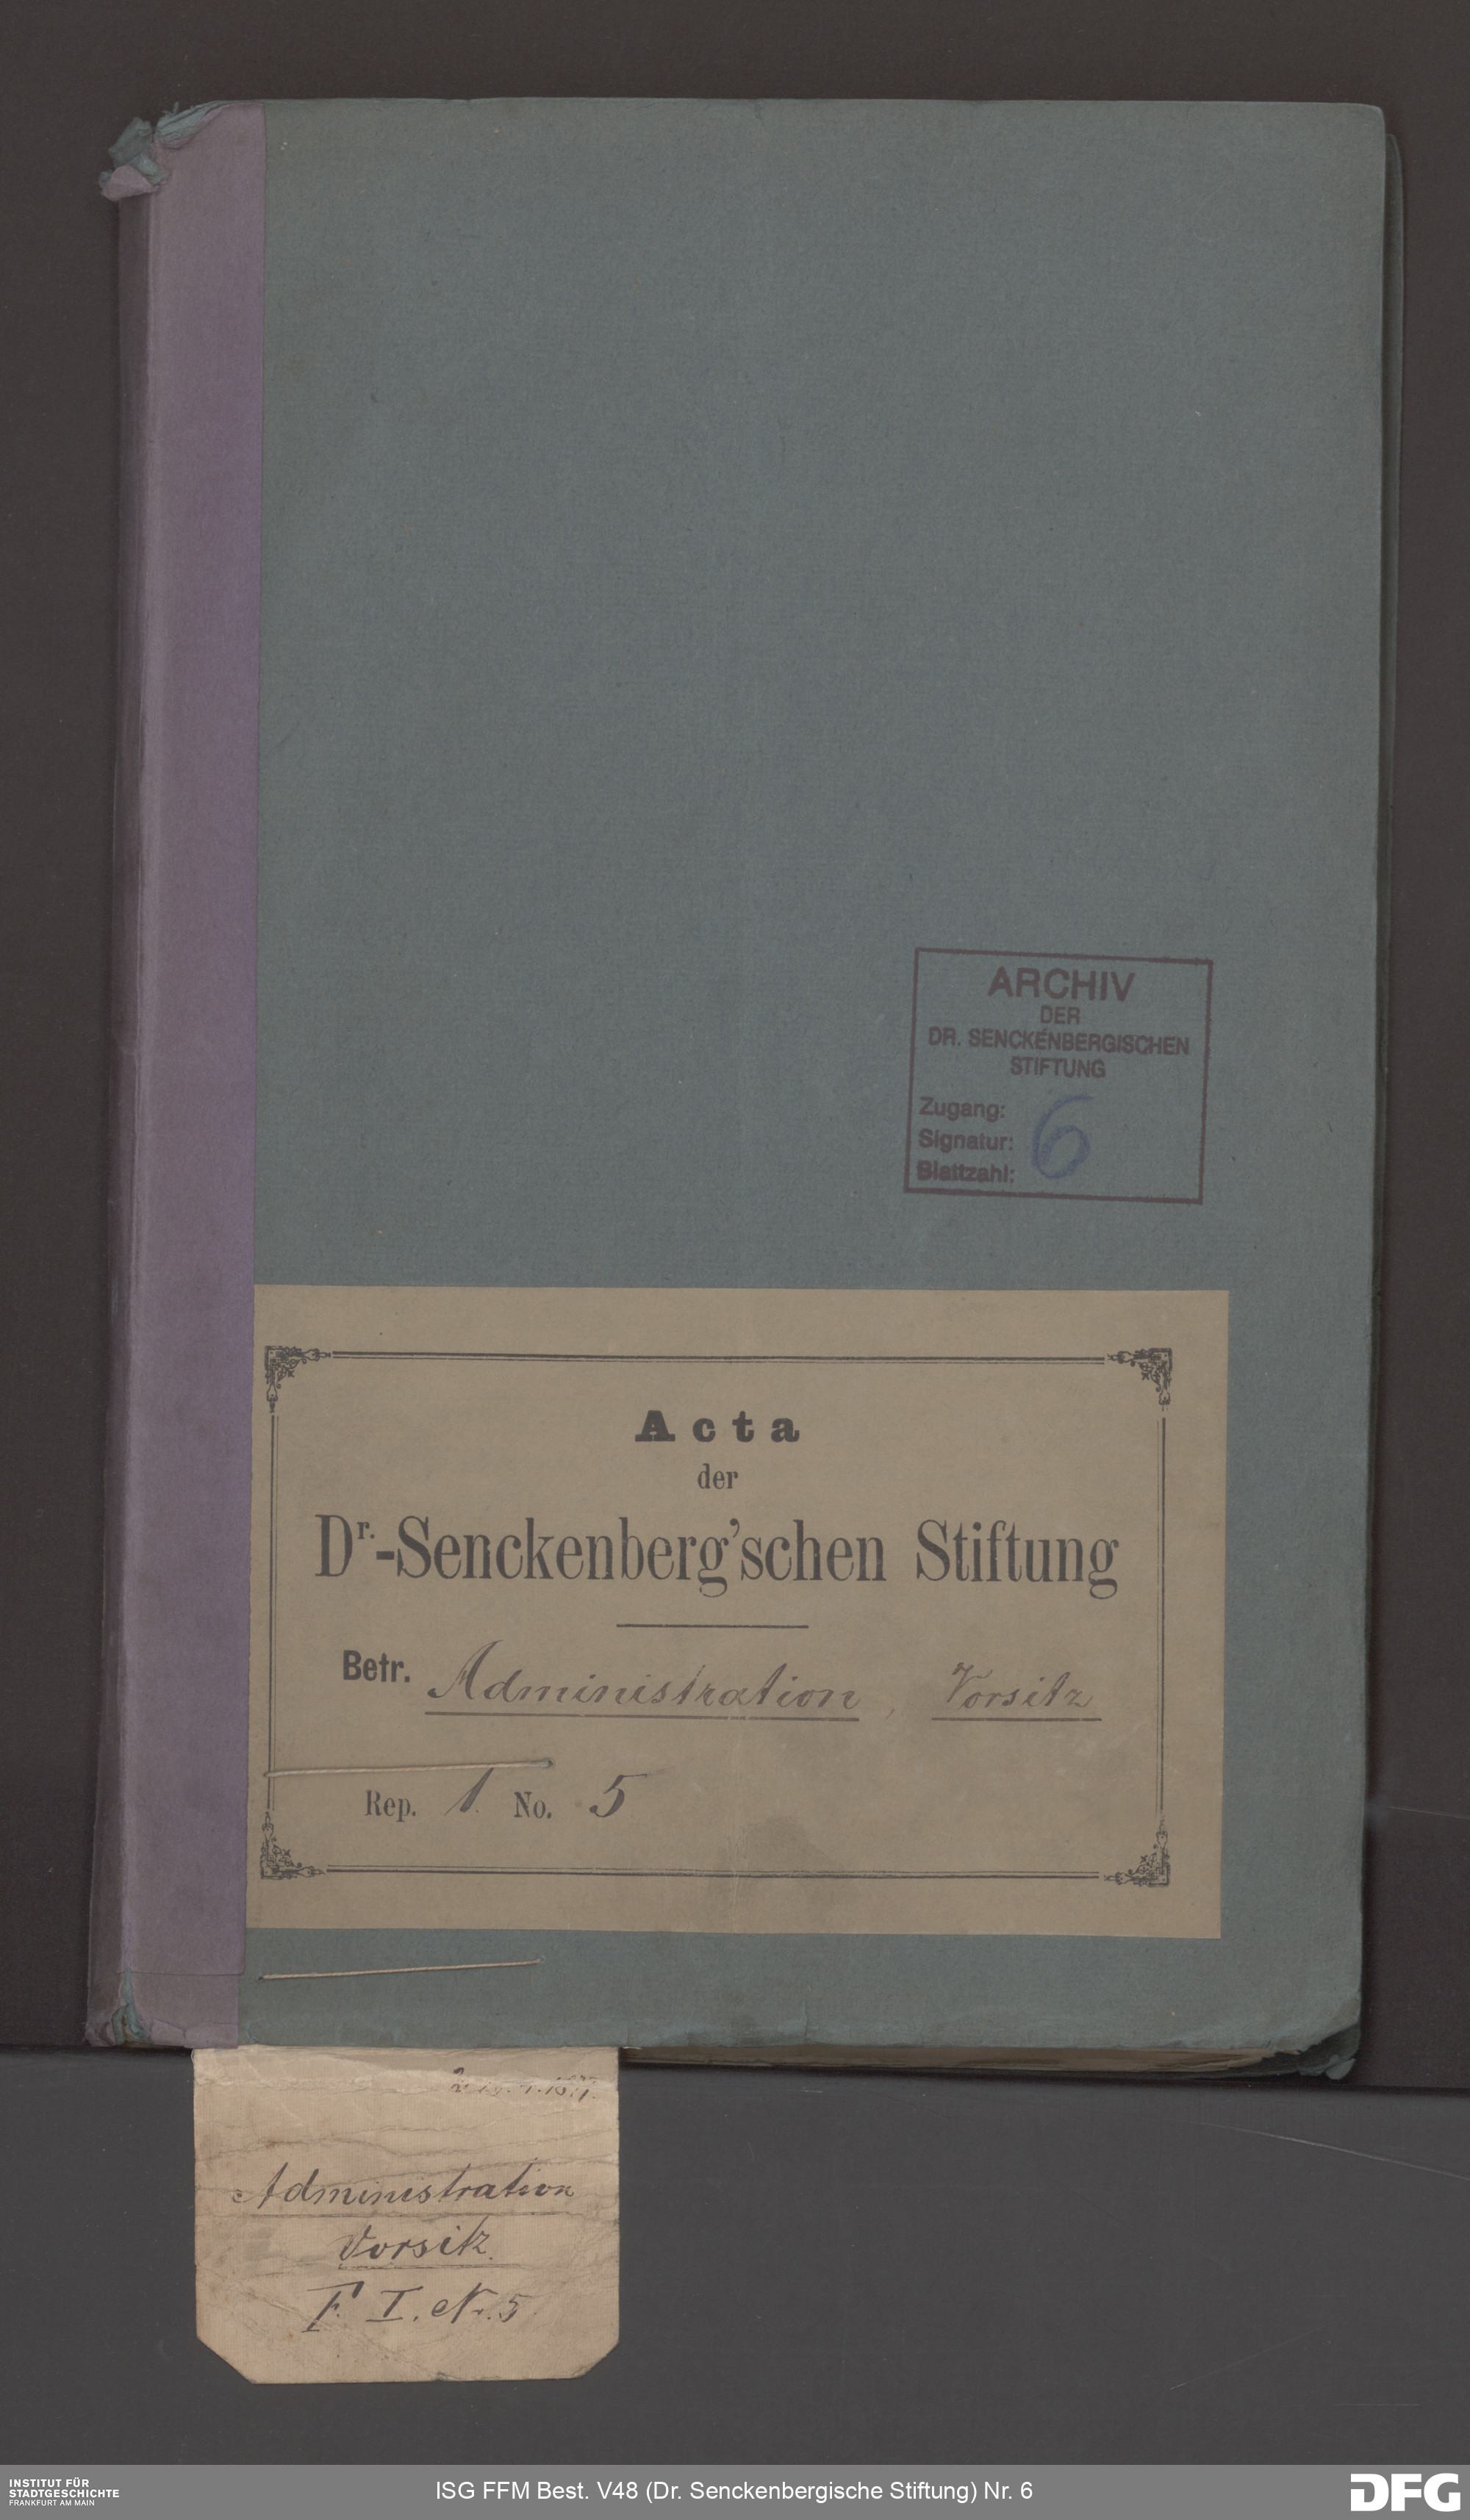 ARCHIV
DER
DR. SENCKENBERGISCHEN
STIFTUNG
Zugang:
Signatur: 6
Blattzahl:
Acta
der
Dr.-Senckenberg'schen Stiftung
Betr. Administration, Vorsitz
Rep. 1. No. 5
Administration
Vorsitz.
F. I. Nr. 5
INSTITUT FÜR
STADTGESCHICHTE
FRANKFURT AM MAIN
ISG FFM Best. V48 (Dr. Senckenbergische Stiftung) Nr. 6
DFG